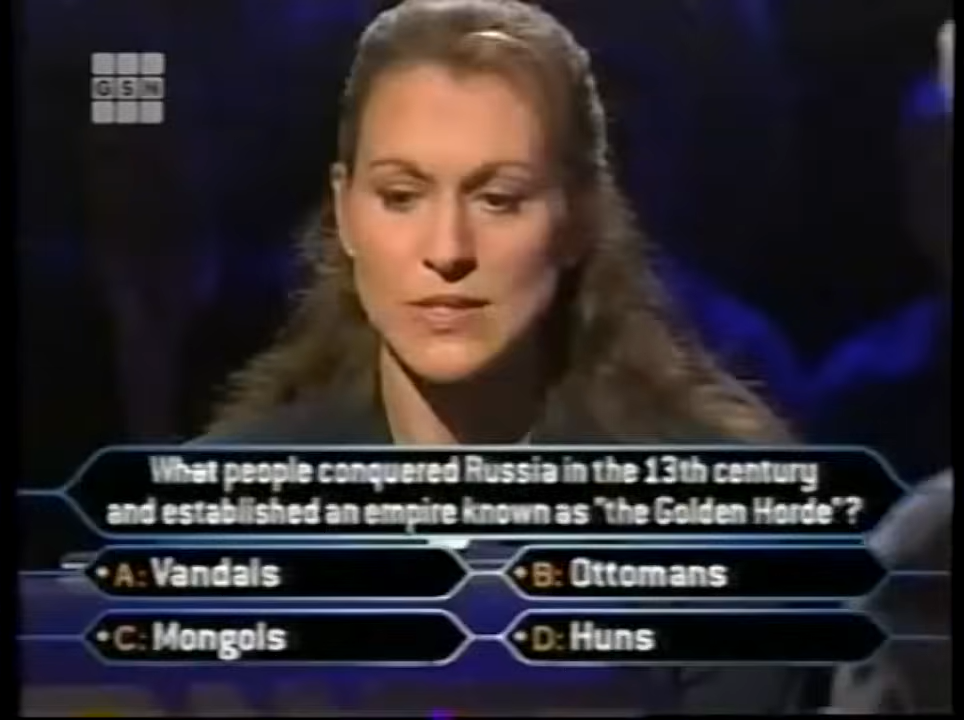 GSN
What people conquered Russia in the 13th century
and established an empire known as "the Golden Horde"?
A: Vandals
B: Ottomans
C: Mongols
D: Huns